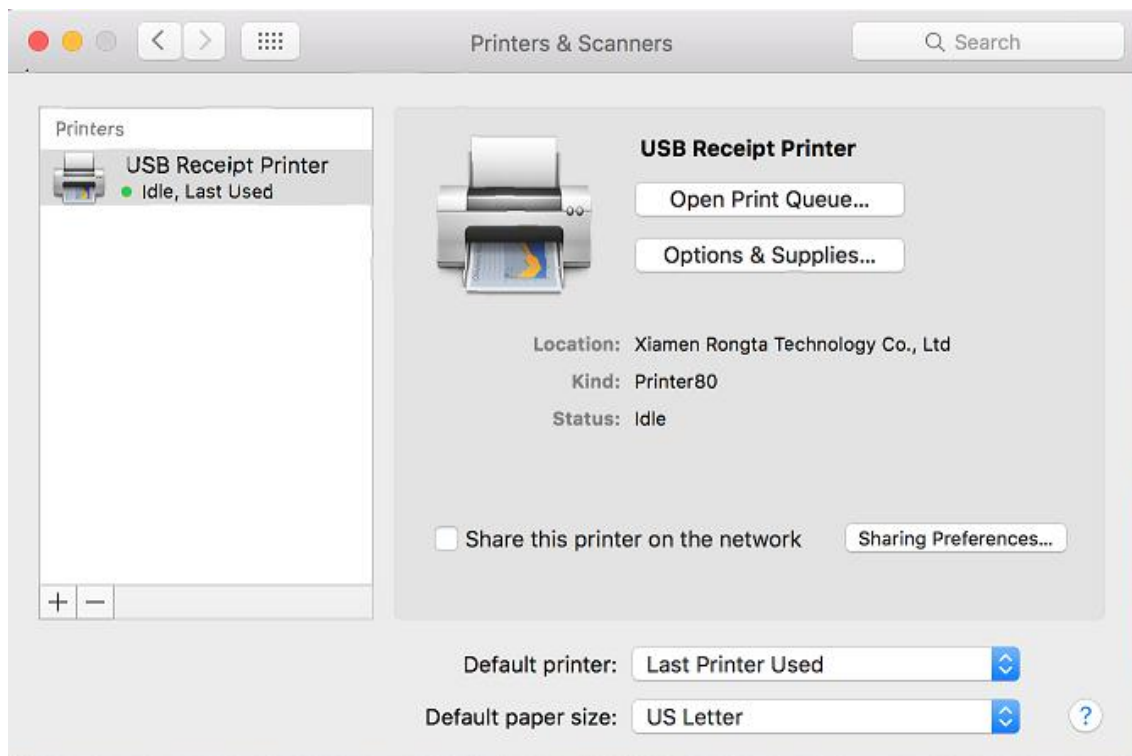 Printers & Scanners
Search
Printers
USB Receipt Printer
Idle, Last Used
USB Receipt Printer
Open Print Queue...
Options & Supplies...
Location: Xiamen Rongta Technology Co., Ltd
Kind: Printer80
Status: Idle
Share this printer on the network
Sharing Preferences...
+ −
Default printer: Last Printer Used
Default paper size: US Letter
?